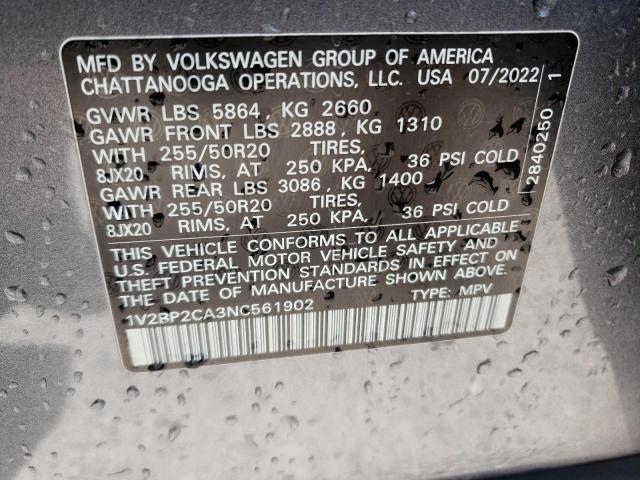 MFD BY VOLKSWAGEN GROUP OF AMERICA
CHATTANOOGA OPERATIONS, LLC. USA 07/2022
GVWR LBS 5864, KG 2660
GAWR FRONT LBS 2888, KG 1310
WITH 255/50R20 TIRES,
8JX20 RIMS, AT 250 KPA, 36 PSI COLD
GAWR REAR LBS 3086, KG 1400
WITH 255/50R20 TIRES,
8JX20 RIMS, AT 250 KPA, 36 PSI COLD
THIS VEHICLE CONFORMS TO ALL APPLICABLE
U.S. FEDERAL MOTOR VEHICLE SAFETY AND
THEFT PREVENTION STANDARDS IN EFFECT ON
THE DATE OF MANUFACTURE SHOWN ABOVE.
1V2BP2CA3NC561902 TYPE: MPV
2840250 1